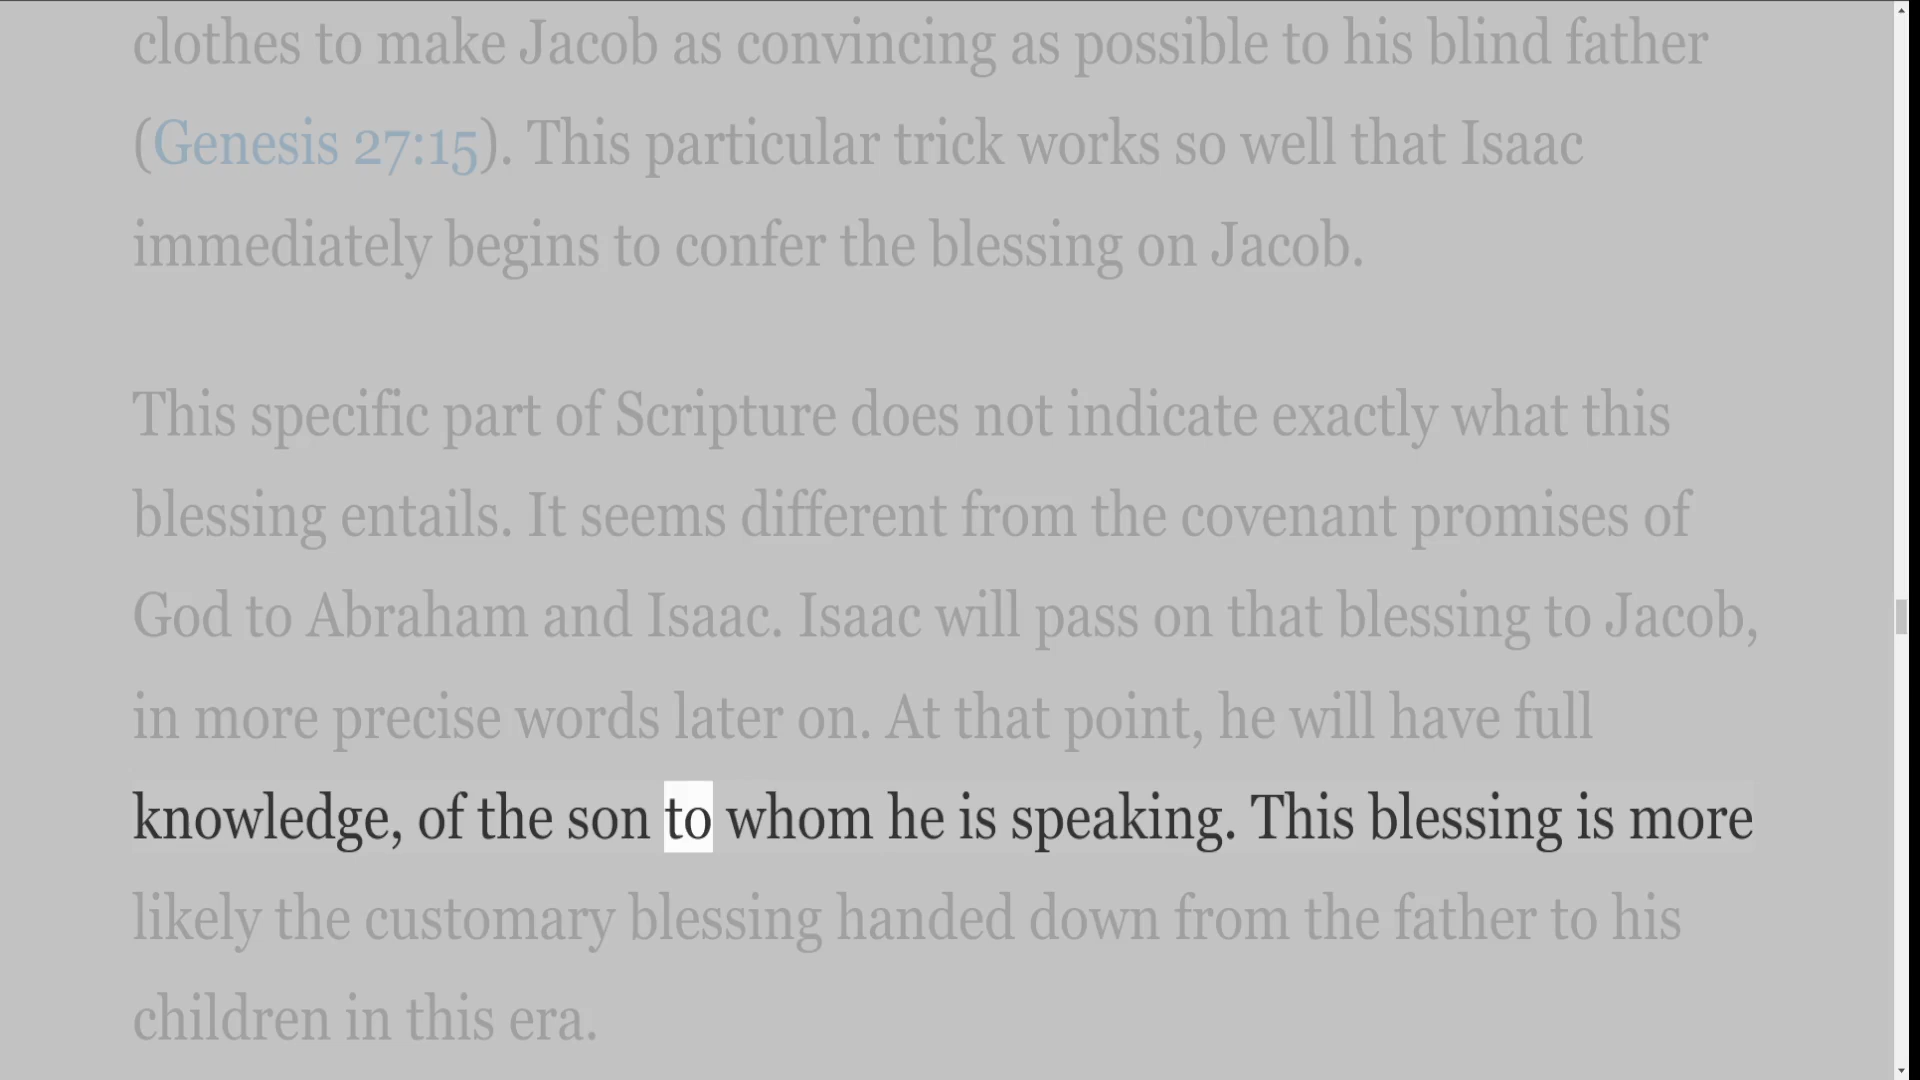 clothes to make Jacob as convincing as possible to his blind father
(Genesis 27:15). This particular trick works so well that Isaac
immediately begins to confer the blessing on Jacob.
This specific part of Scripture does not indicate exactly what this
blessing entails. It seems different from the covenant promises of
God to Abraham and Isaac. Isaac will pass on that blessing to Jacob,
in more precise words later on. At that point, he will have full
knowledge, of the son to whom he is speaking. This blessing is more
likely the customary blessing handed down from the father to his
children in this era.